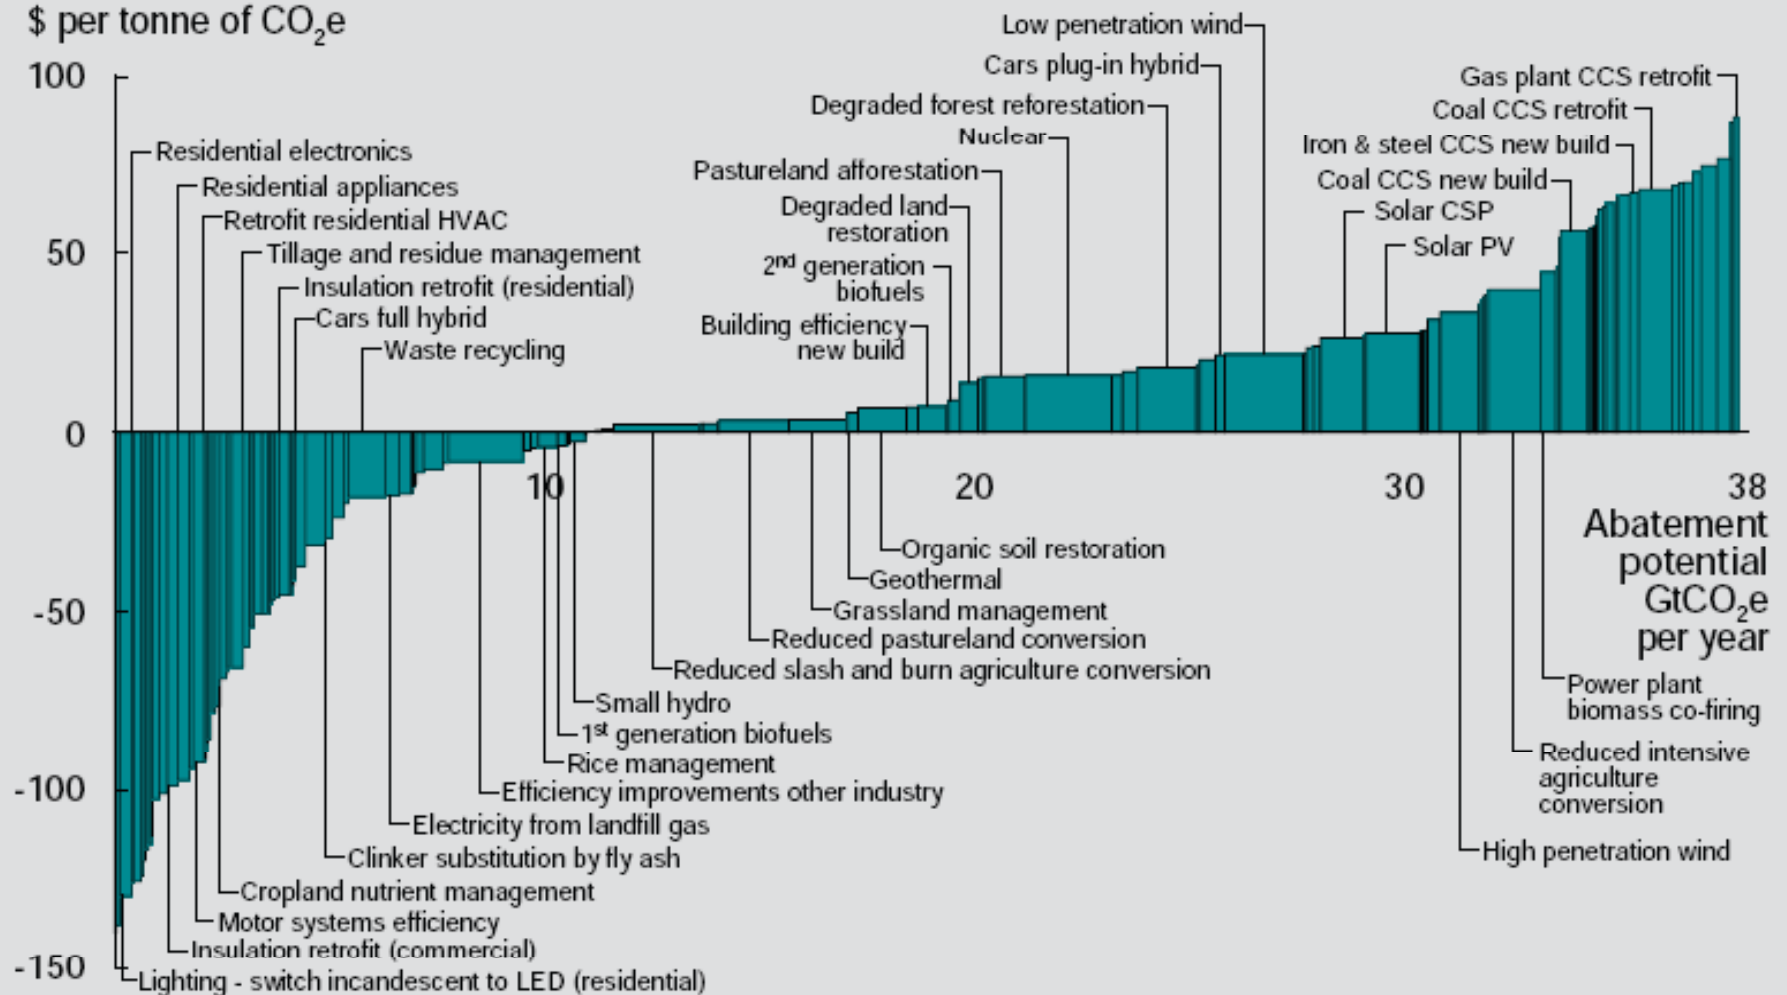 $ per tonne of CO₂e
100
50
0
-50
-100
-150
Residential electronics
Residential appliances
Retrofit residential HVAC
Tillage and residue management
Insulation retrofit (residential)
Cars full hybrid
Waste recycling
Low penetration wind
Cars plug-in hybrid
Degraded forest reforestation
Nuclear
Pastureland afforestation
Degraded land
restoration
2nd generation
biofuels
Building efficiency
new build
Gas plant CCS retrofit
Coal CCS retrofit
Iron & steel CCS new build
Coal CCS new build
Solar CSP
Solar PV
10
20
30
38
Abatement
potential
GtCO₂e
per year
Organic soil restoration
Geothermal
Grassland management
Reduced pastureland conversion
Reduced slash and burn agriculture conversion
Small hydro
1st generation biofuels
Rice management
Efficiency improvements other industry
Electricity from landfill gas
Clinker substitution by fly ash
Cropland nutrient management
Motor systems efficiency
Insulation retrofit (commercial)
Lighting - switch incandescent to LED (residential)
Power plant
biomass co-firing
Reduced intensive
agriculture
conversion
High penetration wind